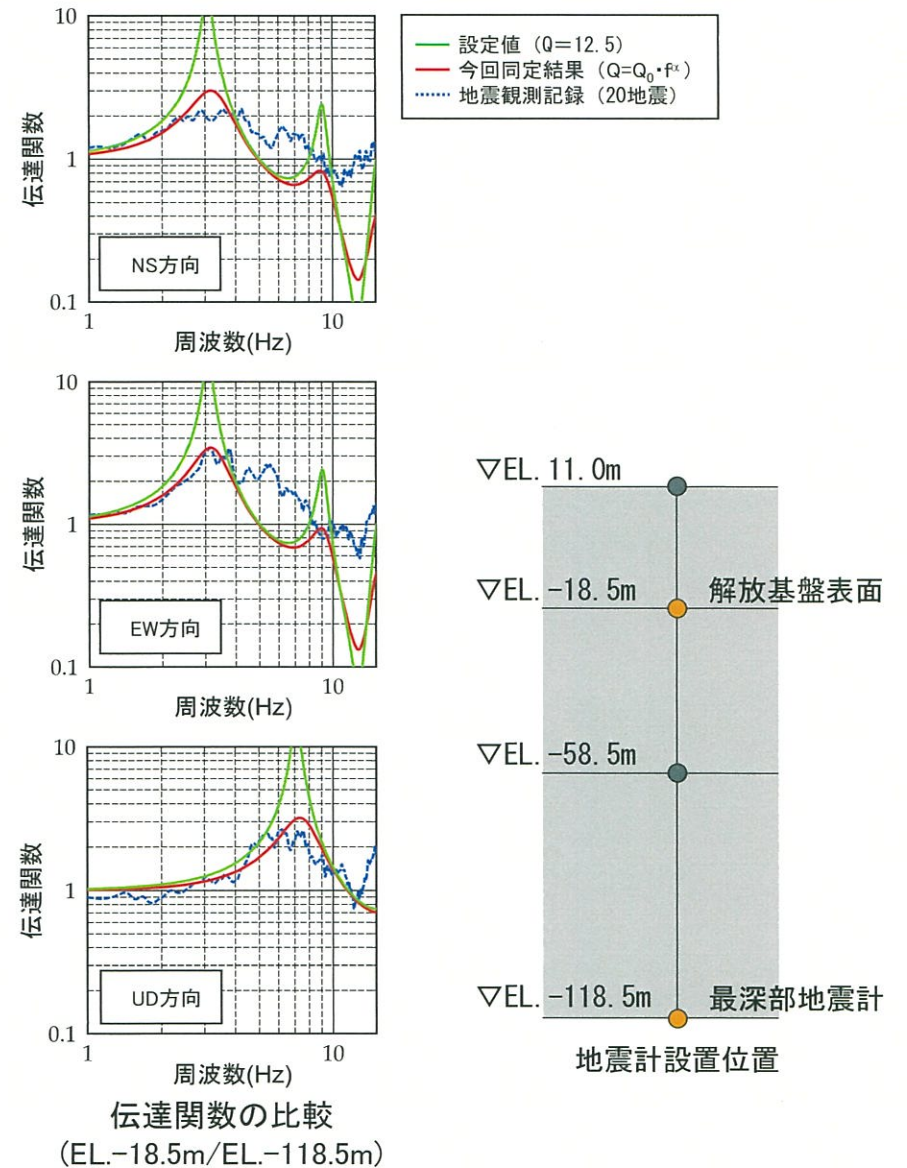 設定値（Q＝12.5）
今回同定結果（Q=Q₀・fᵅ）
地震観測記録（20地震）
10
1
0.1
伝達関数
NS方向
1
10
周波数(Hz)
10
1
0.1
伝達関数
EW方向
1
10
周波数(Hz)
10
1
0.1
伝達関数
UD方向
1
10
周波数(Hz)
伝達関数の比較
（EL.-18.5m/EL.-118.5m）
▽EL. 11.0m
▽EL. -18.5m 解放基盤表面
▽EL. -58.5m
▽EL. -118.5m 最深部地震計
地震計設置位置